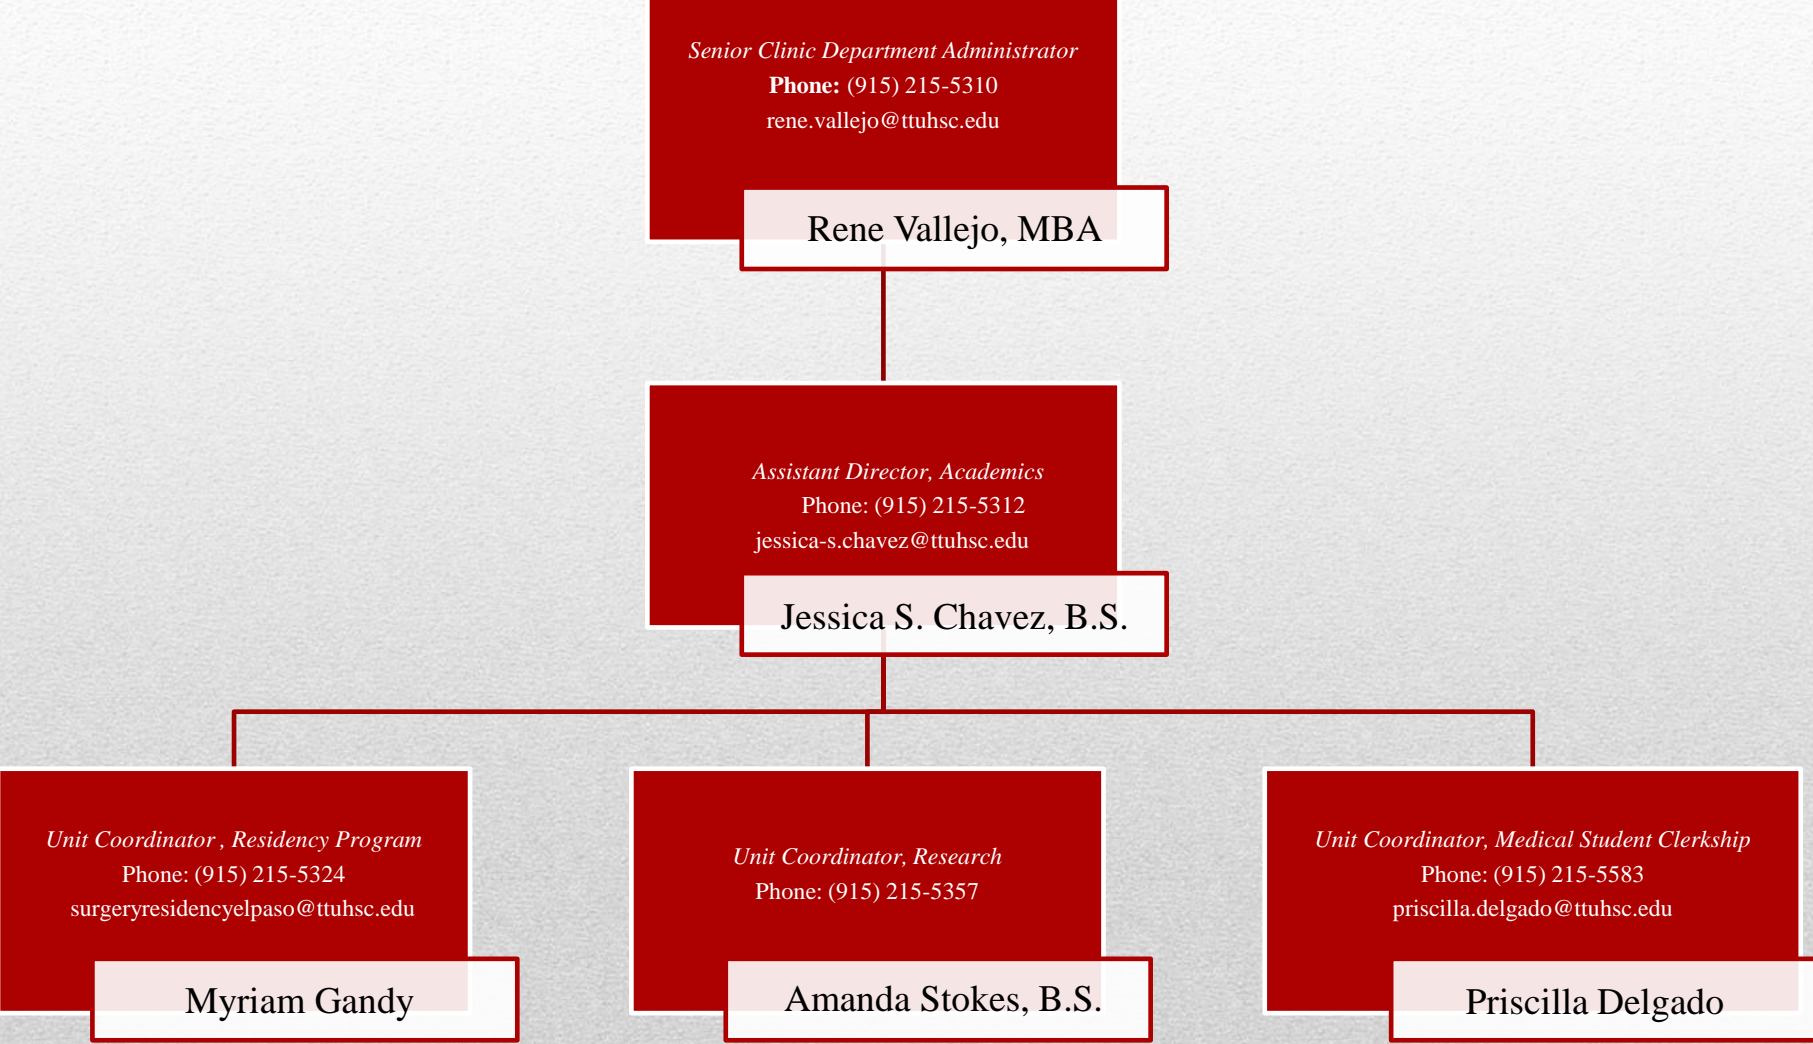 Senior Clinic Department Administrator
Phone: (915) 215-5310
rene.vallejo@ttuhsc.edu
Rene Vallejo, MBA
Assistant Director, Academics
Phone: (915) 215-5312
jessica-s.chavez@ttuhsc.edu
Jessica S. Chavez, B.S.
Unit Coordinator , Residency Program
Phone: (915) 215-5324
surgeryresidencyelpaso@ttuhsc.edu
Myriam Gandy
Unit Coordinator, Research
Phone: (915) 215-5357
Amanda Stokes, B.S.
Unit Coordinator, Medical Student Clerkship
Phone: (915) 215-5583
priscilla.delgado@ttuhsc.edu
Priscilla Delgado